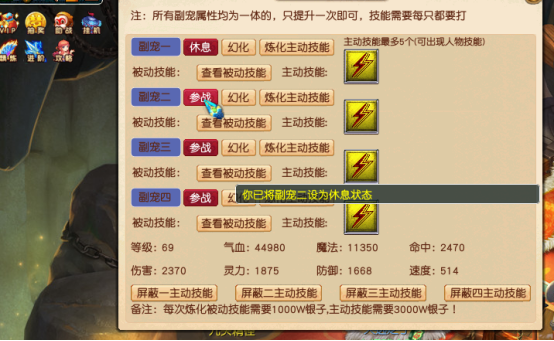 注：所有副宠属性均为一体的，只提升一次即可，技能需要每只都要打
V I P 抽奖 助战 挂机
进阶 攻略
主动技能最多5个(可出现人物技能)
副宠一 休息 幻化 炼化主动技能
被动技能： 查看被动技能 主动技能：
副宠二 参战 幻化 炼化主动技能
被动技能： 查看被动技能 主动技能：
副宠三 参战 幻化 炼化主动技能
被动技能： 查看被动技能 主动技能：
副宠四 参战
你已将副宠二设为休息状态
被动技能： 查看被动技能 主动技能：
等级：69 气血：44980 魔法：11350 命中：2470
伤害：2370 灵力：1875 防御：1668 速度：514
屏蔽一主动技能 屏蔽二主动技能 屏蔽三主动技能 屏蔽四主动技能
备注：每次炼化被动技能需要1000W银子,主动技能需要3000W银子！